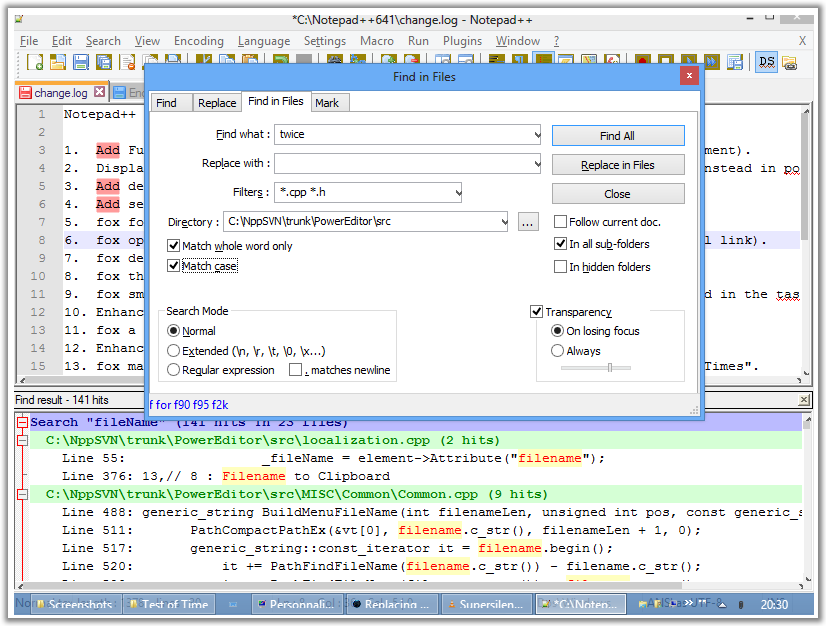 *C:\Notepad++641\change.log - Notepad++
File Edit Search View Encoding Language Settings Macro Run Plugins Window ? X
DS
Find in Files
change.log
Find Replace Find in Files Mark
Find what : twice Find All
Replace with : Replace in Files
Filters : *.cpp *.h Close
Directory : C:\NppSVN\trunk\PowerEditor\src ... Follow current doc.
Match whole word only In all sub-folders
Match case In hidden folders
Search Mode Transparency
Normal On losing focus
Extended (\n, \r, \t, \0, \x...) Always
Regular expression . matches newline
f for f90 f95 f2k
1 Notepad++
2
3 1. Add Fu ment).
4 2. Displa nstead in po
5 3. Add de
6 4. Add se
7 5. fox fo
8 6. fox op l link).
9 7. fox de
10 8. fox th
11 9. fox sm d in the tas
12 10. Enhanc
13 11. fox a
14 12. Enhanc
15 13. fox ma Times".
Find result - 141 hits
Search "fileName" (141 hits in 23 files)
C:\NppSVN\trunk\PowerEditor\src\localization.cpp (2 hits)
Line 55: _fileName = element->Attribute("filename");
Line 376: 13,// 8 : Filename to Clipboard
C:\NppSVN\trunk\PowerEditor\src\MISC\Common\Common.cpp (9 hits)
Line 488: generic_string BuildMenuFileName(int filenameLen, unsigned int pos, const generic_s
Line 511: PathCompactPathEx(&vt[0], filename.c_str(), filenameLen + 1, 0);
Line 517: generic_string::const_iterator it = filename.begin();
Line 520: it += PathFindFileName(filename.c_str()) - filename.c_str();
Screenshots Test of Time Personnali... Replacing ... Supersilen... *C:\Notep... 20:30